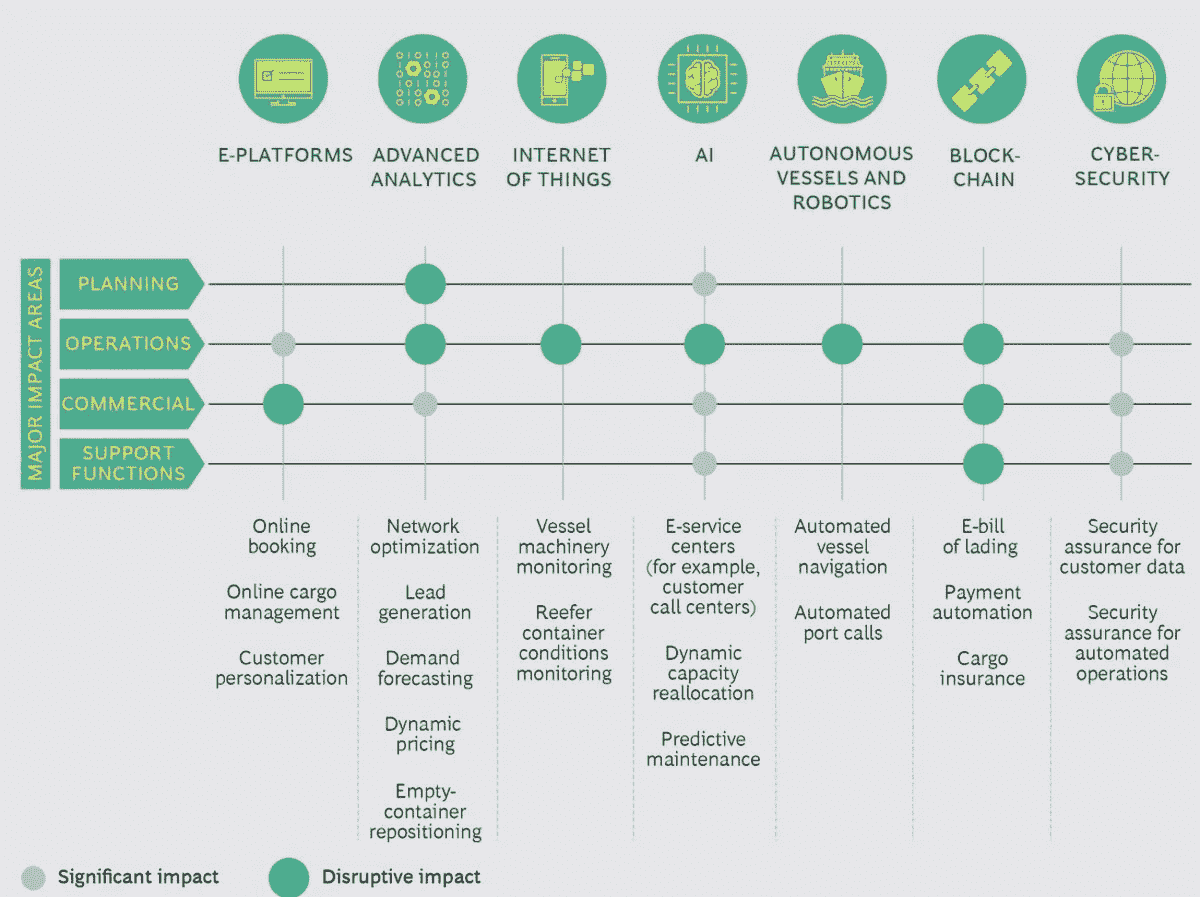 E-PLATFORMS
ADVANCED
ANALYTICS
INTERNET
OF THINGS
AI
AUTONOMOUS
VESSELS AND
ROBOTICS
BLOCK-
CHAIN
CYBER-
SECURITY
MAJOR IMPACT AREAS
PLANNING
OPERATIONS
COMMERCIAL
SUPPORT
FUNCTIONS
Online
booking
Online cargo
management
Customer
personalization
Network
optimization
Lead
generation
Demand
forecasting
Dynamic
pricing
Empty-
container
repositioning
Vessel
machinery
monitoring
Reefer
container
conditions
monitoring
E-service
centers
(for example,
customer
call centers)
Dynamic
capacity
reallocation
Predictive
maintenance
Automated
vessel
navigation
Automated
port calls
E-bill
of lading
Payment
automation
Cargo
insurance
Security
assurance for
customer data
Security
assurance for
automated
operations
Significant impact
Disruptive impact